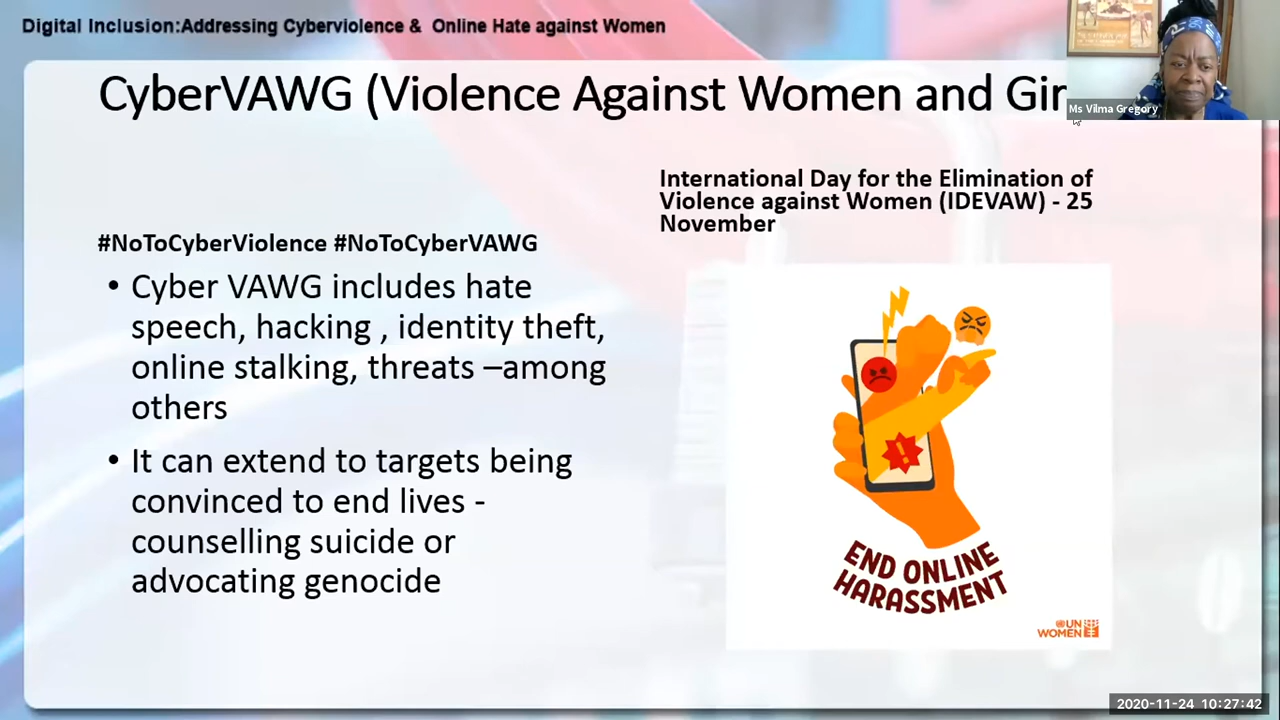 Digital Inclusion:Addressing Cyberviolence & Online Hate against Women
CyberVAWG (Violence Against Women and Gir
Ms Vilma Gregory
International Day for the Elimination of
Violence against Women (IDEVAW) - 25
November
#NoToCyberViolence #NoToCyberVAWG
• Cyber VAWG includes hate
speech, hacking , identity theft,
online stalking, threats –among
others
• It can extend to targets being
convinced to end lives -
counselling suicide or
advocating genocide
END ONLINE
HARASSMENT
UN
WOMEN
2020-11-24 10:27:42